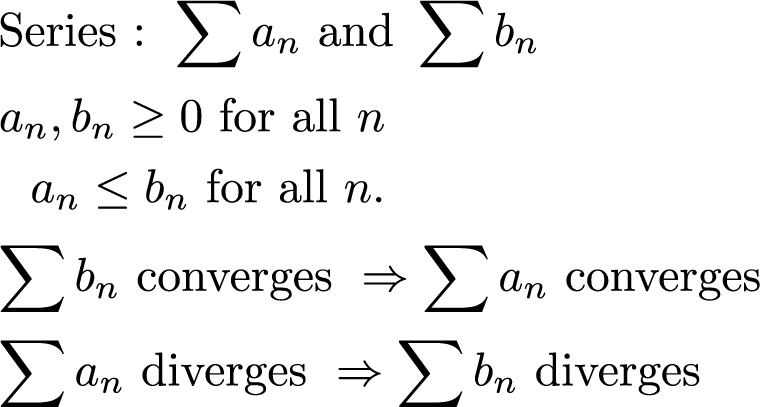 Series : ∑ aₙ and ∑ bₙ
aₙ, bₙ ≥ 0 for all n
aₙ ≤ bₙ for all n.
∑ bₙ converges ⇒ ∑ aₙ converges
∑ aₙ diverges ⇒ ∑ bₙ diverges